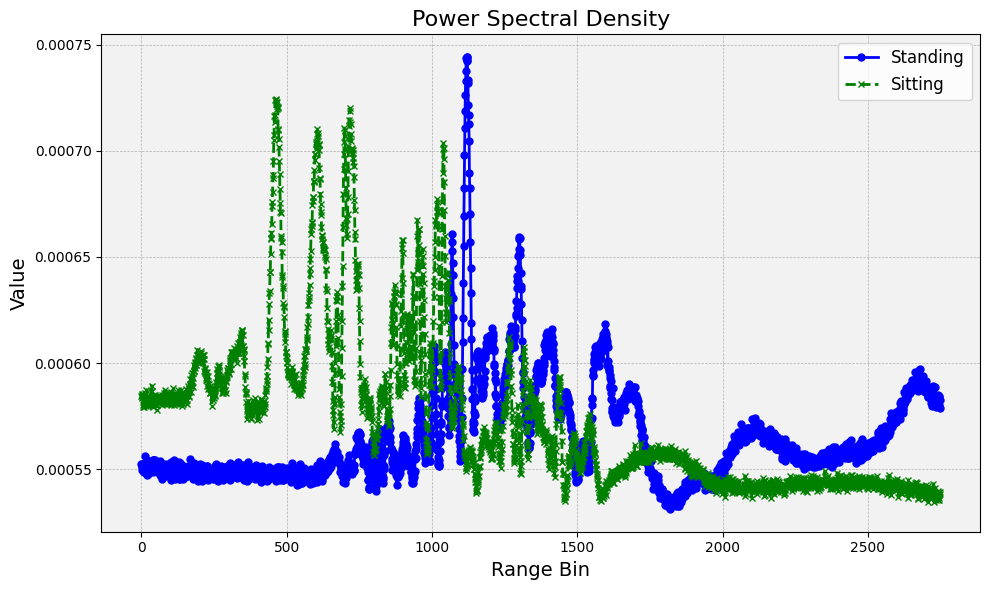 Power Spectral Density
Standing
Sitting
0.00075
0.00070
0.00065
0.00060
0.00055
Value
0
500
1000
1500
2000
2500
Range Bin